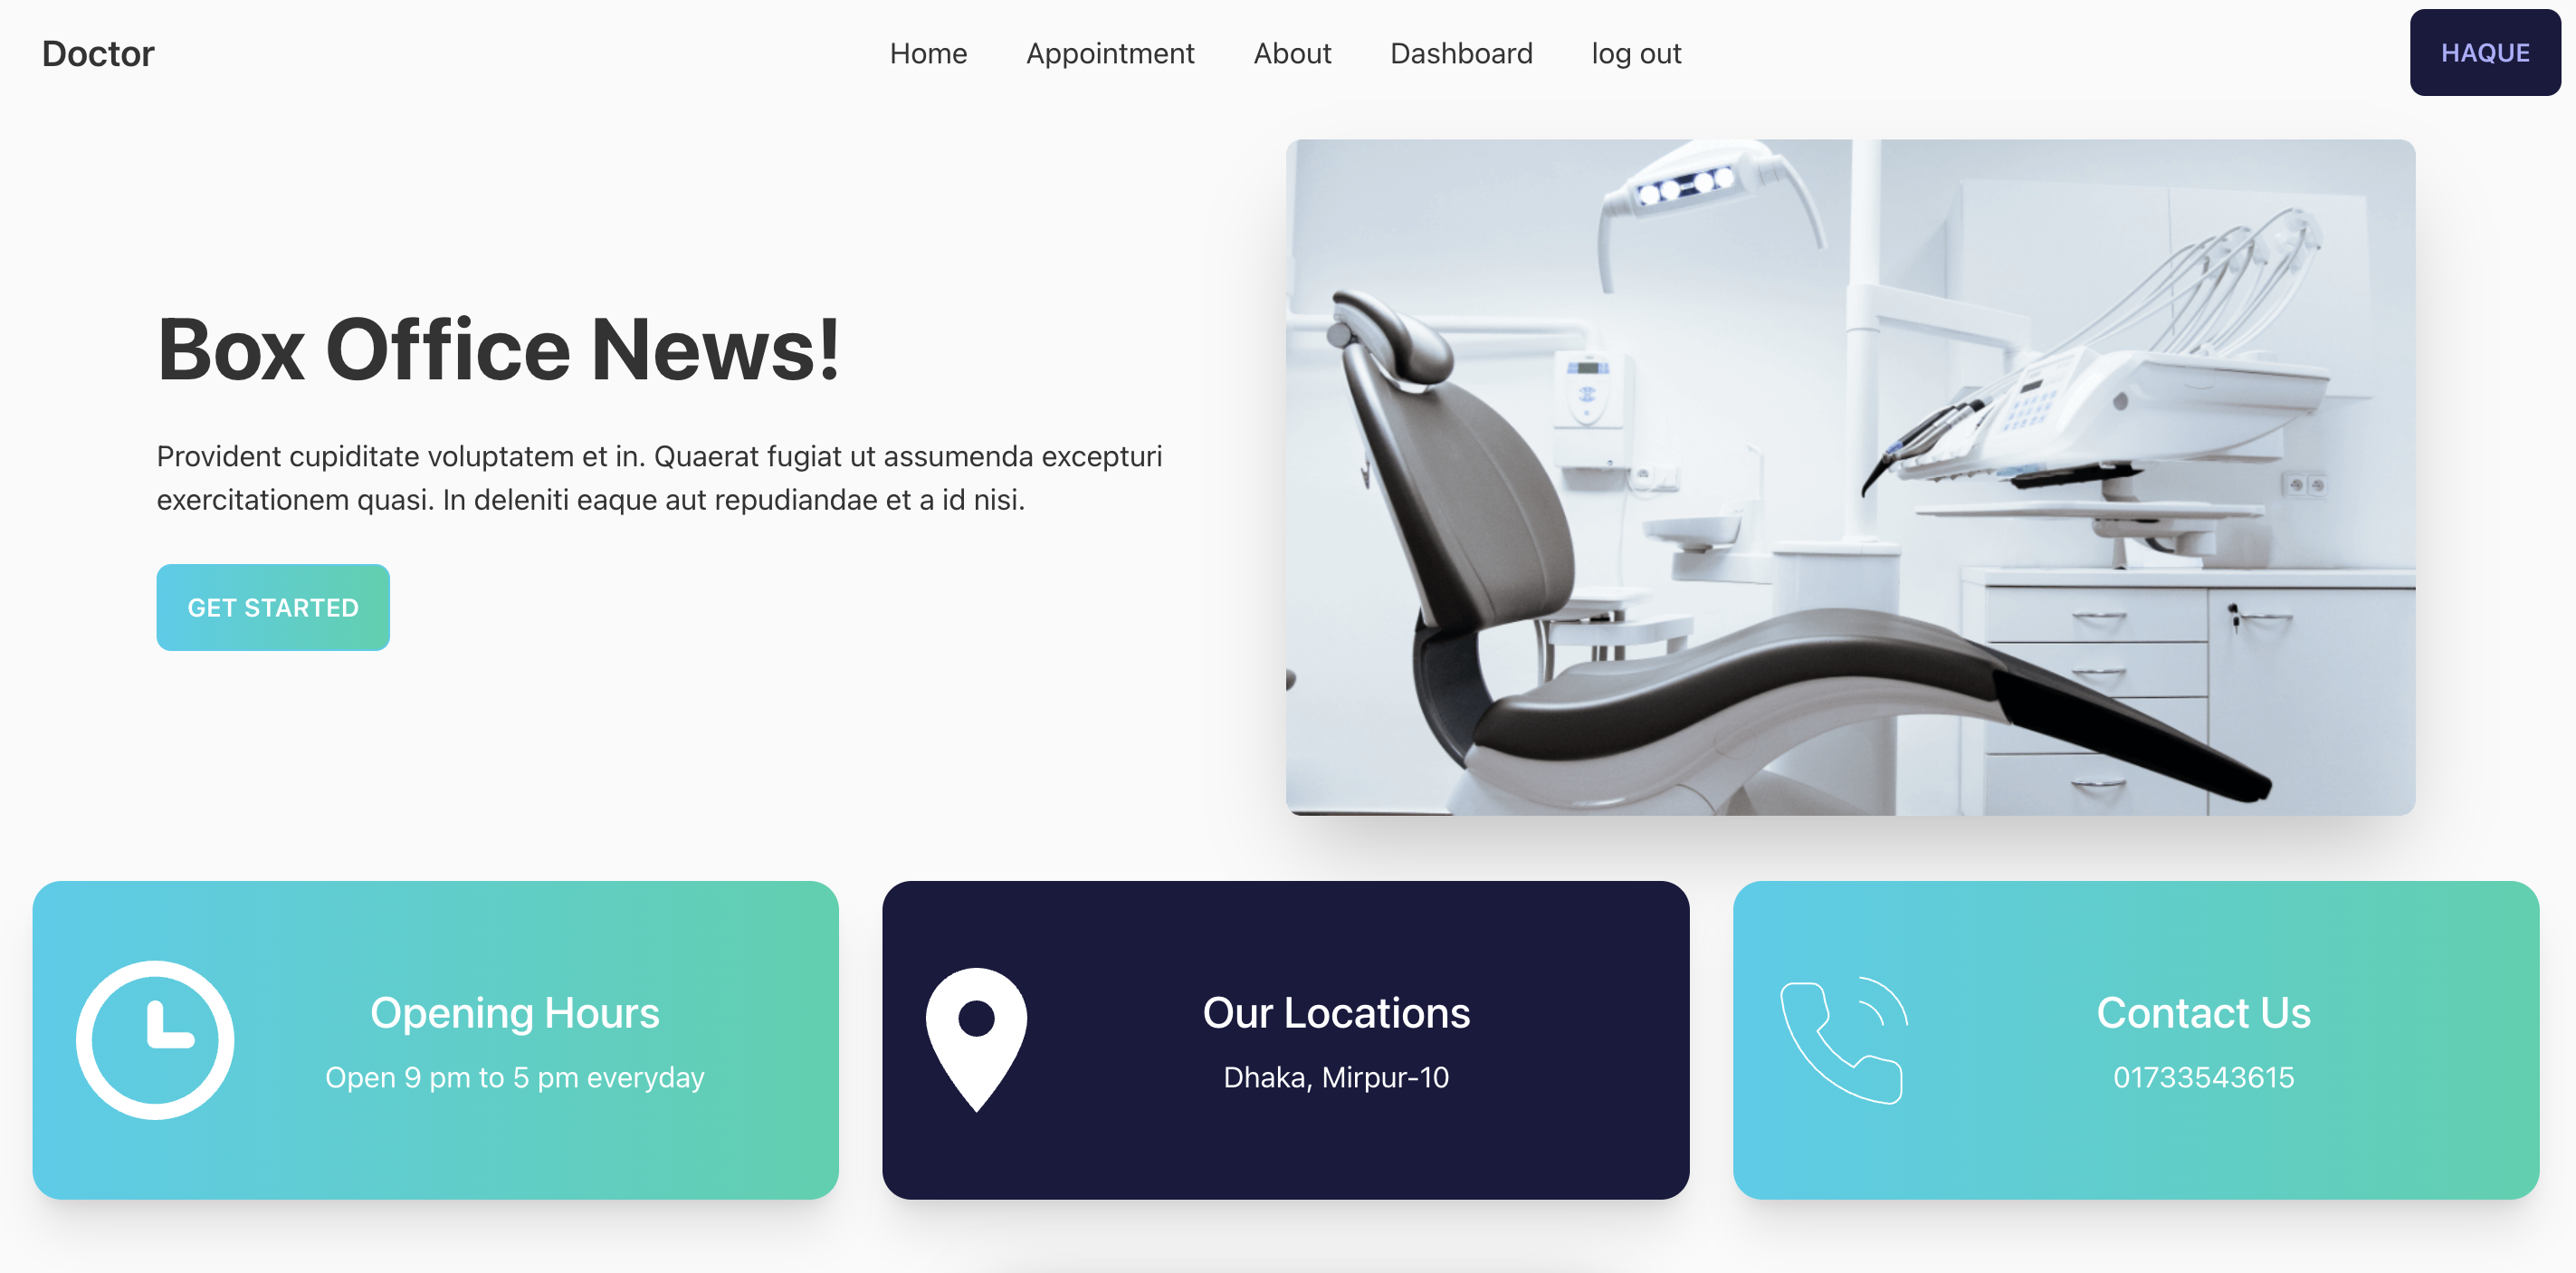 Doctor
Home
Appointment
About
Dashboard
log out
HAQUE
Box Office News!
Provident cupiditate voluptatem et in. Quaerat fugiat ut assumenda excepturi
exercitationem quasi. In deleniti eaque aut repudiandae et a id nisi.
GET STARTED
Opening Hours
Open 9 pm to 5 pm everyday
Our Locations
Dhaka, Mirpur-10
Contact Us
01733543615